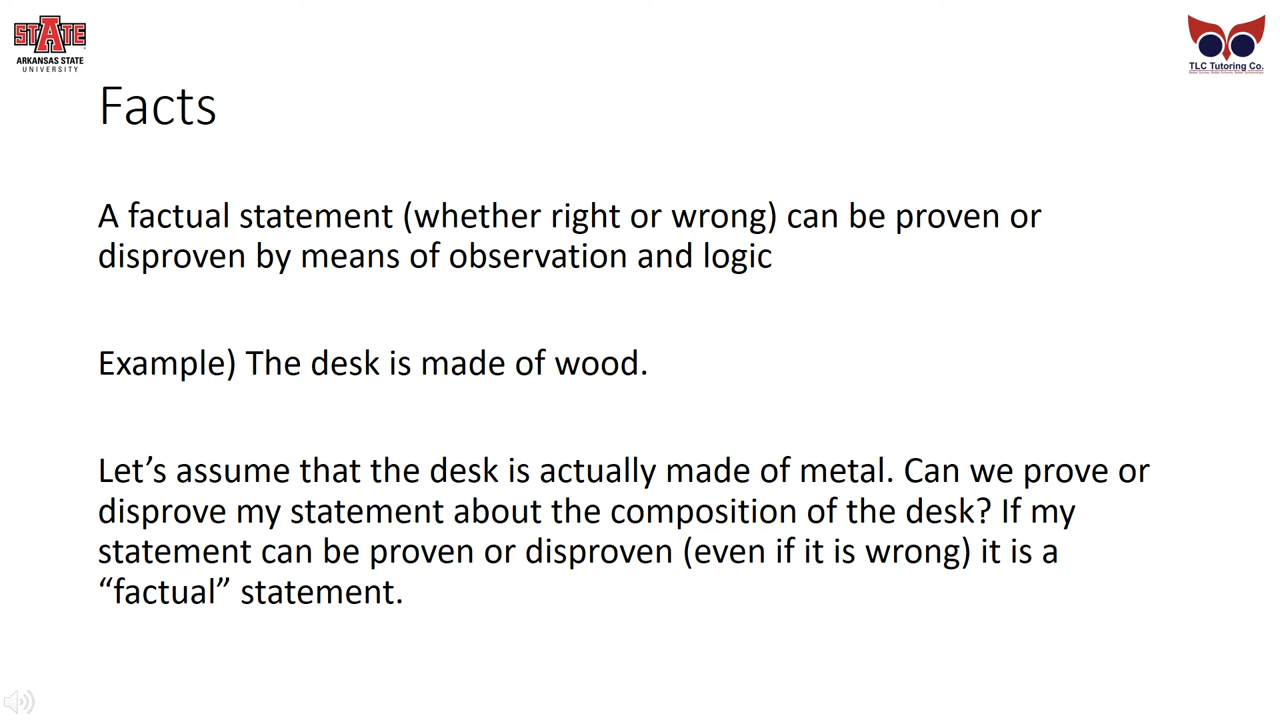 STATE
ARKANSAS STATE
UNIVERSITY
TLC Tutoring Co.
Facts
A factual statement (whether right or wrong) can be proven or
disproven by means of observation and logic
Example) The desk is made of wood.
Let’s assume that the desk is actually made of metal. Can we prove or
disprove my statement about the composition of the desk? If my
statement can be proven or disproven (even if it is wrong) it is a
“factual” statement.